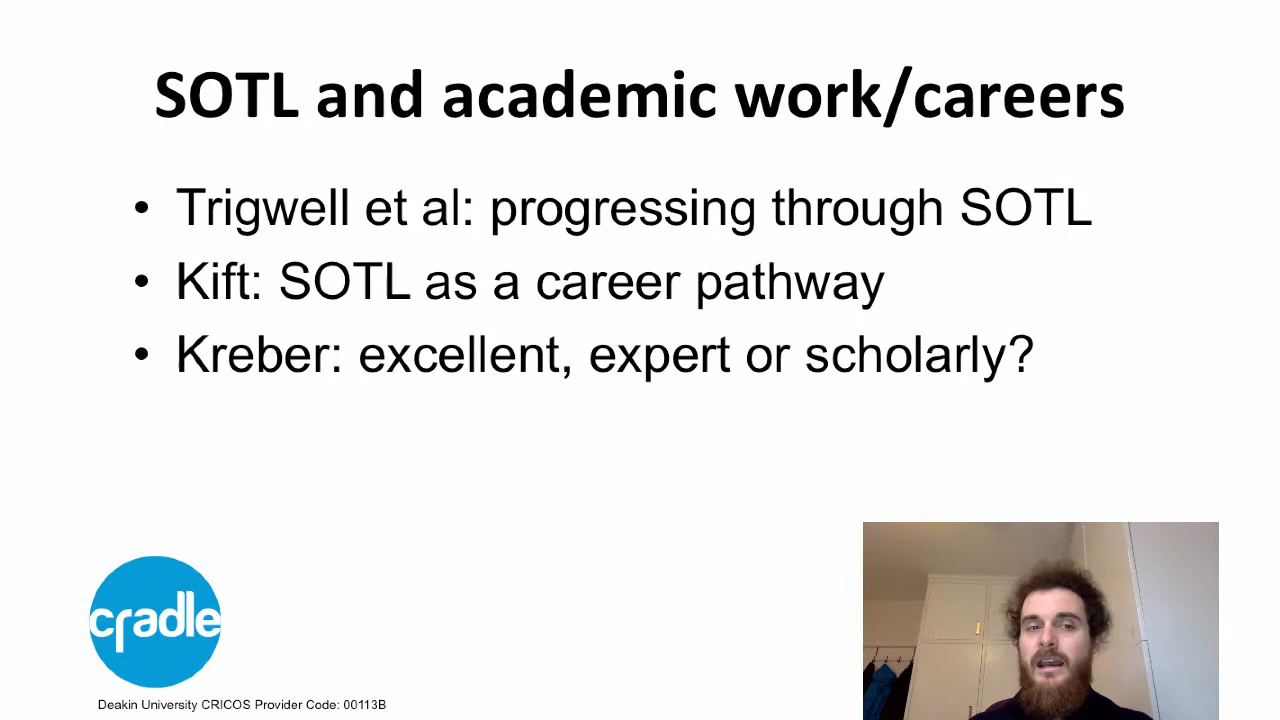 SOTL and academic work/careers
• Trigwell et al: progressing through SOTL
• Kift: SOTL as a career pathway
• Kreber: excellent, expert or scholarly?
cradle
Deakin University CRICOS Provider Code: 00113B